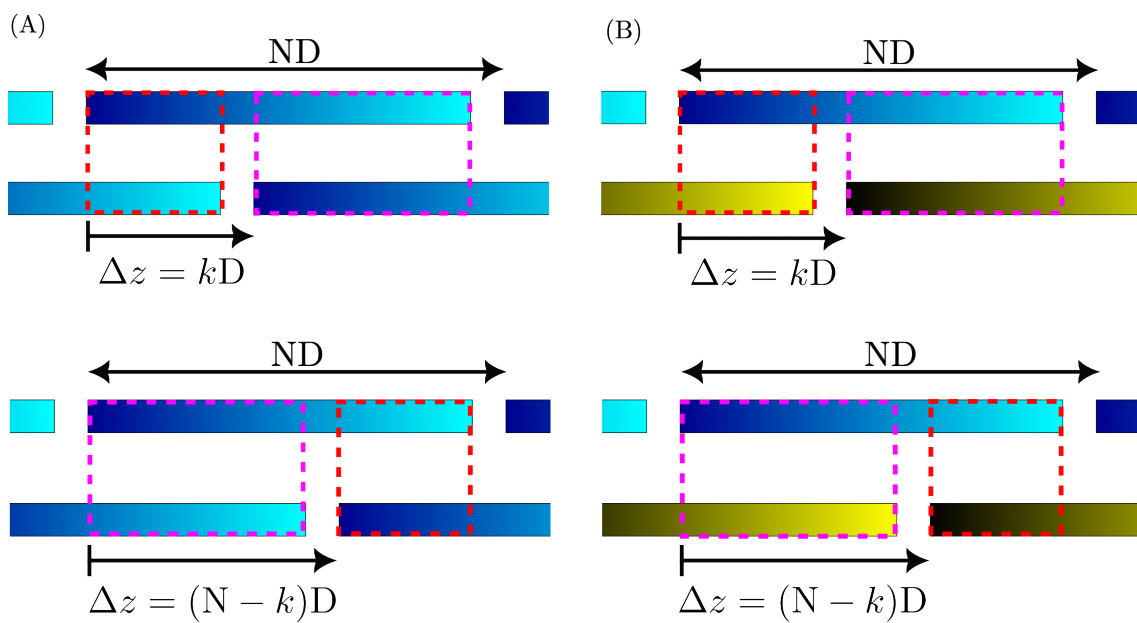 (A)
ND
Δz = kD
ND
Δz = (N − k)D
(B)
ND
Δz = kD
ND
Δz = (N − k)D